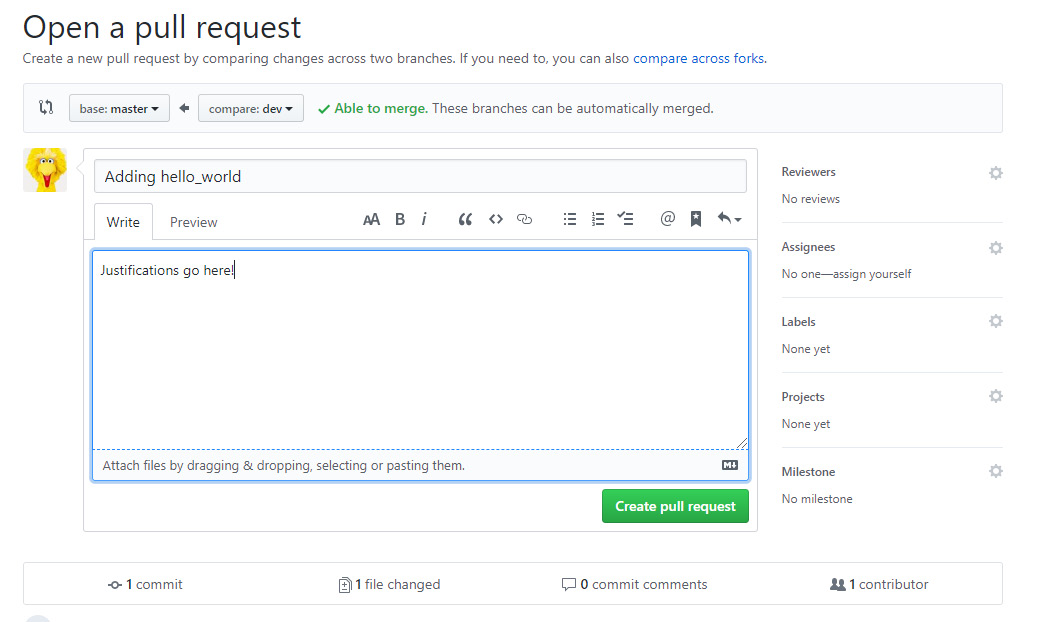 Open a pull request
Create a new pull request by comparing changes across two branches. If you need to, you can also compare across forks.
base: master
compare: dev
Able to merge. These branches can be automatically merged.
Adding hello_world
Write
Preview
AA B i
@
Justifications go here!
Attach files by dragging & dropping, selecting or pasting them.
M
Create pull request
Reviewers
No reviews
Assignees
No one—assign yourself
Labels
None yet
Projects
None yet
Milestone
No milestone
1 commit
1 file changed
0 commit comments
1 contributor